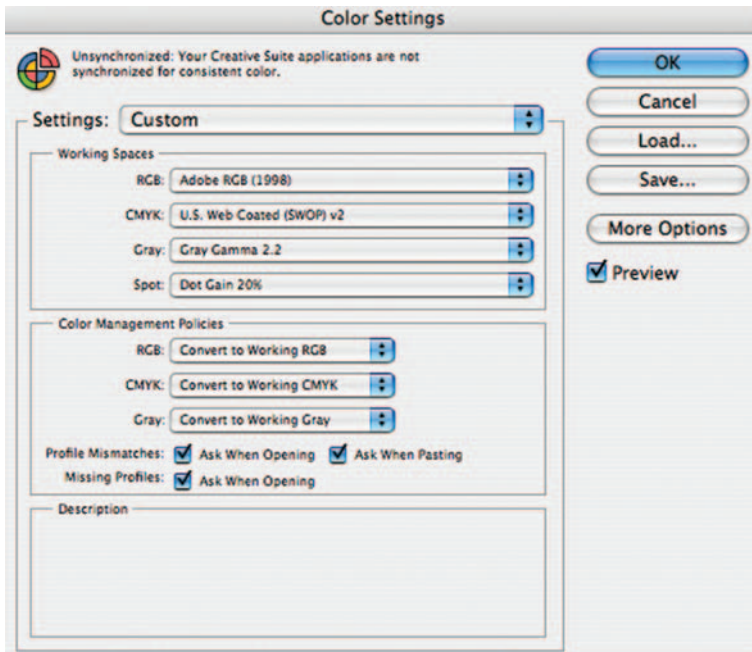 Color Settings
Unsynchronized: Your Creative Suite applications are not
synchronized for consistent color.
OK
Cancel
Load...
Save...
More Options
Preview
Settings: Custom
Working Spaces
RGB: Adobe RGB (1998)
CMYK: U.S. Web Coated (SWOP) v2
Gray: Gray Gamma 2.2
Spot: Dot Gain 20%
Color Management Policies
RGB: Convert to Working RGB
CMYK: Convert to Working CMYK
Gray: Convert to Working Gray
Profile Mismatches: Ask When Opening Ask When Pasting
Missing Profiles: Ask When Opening
Description